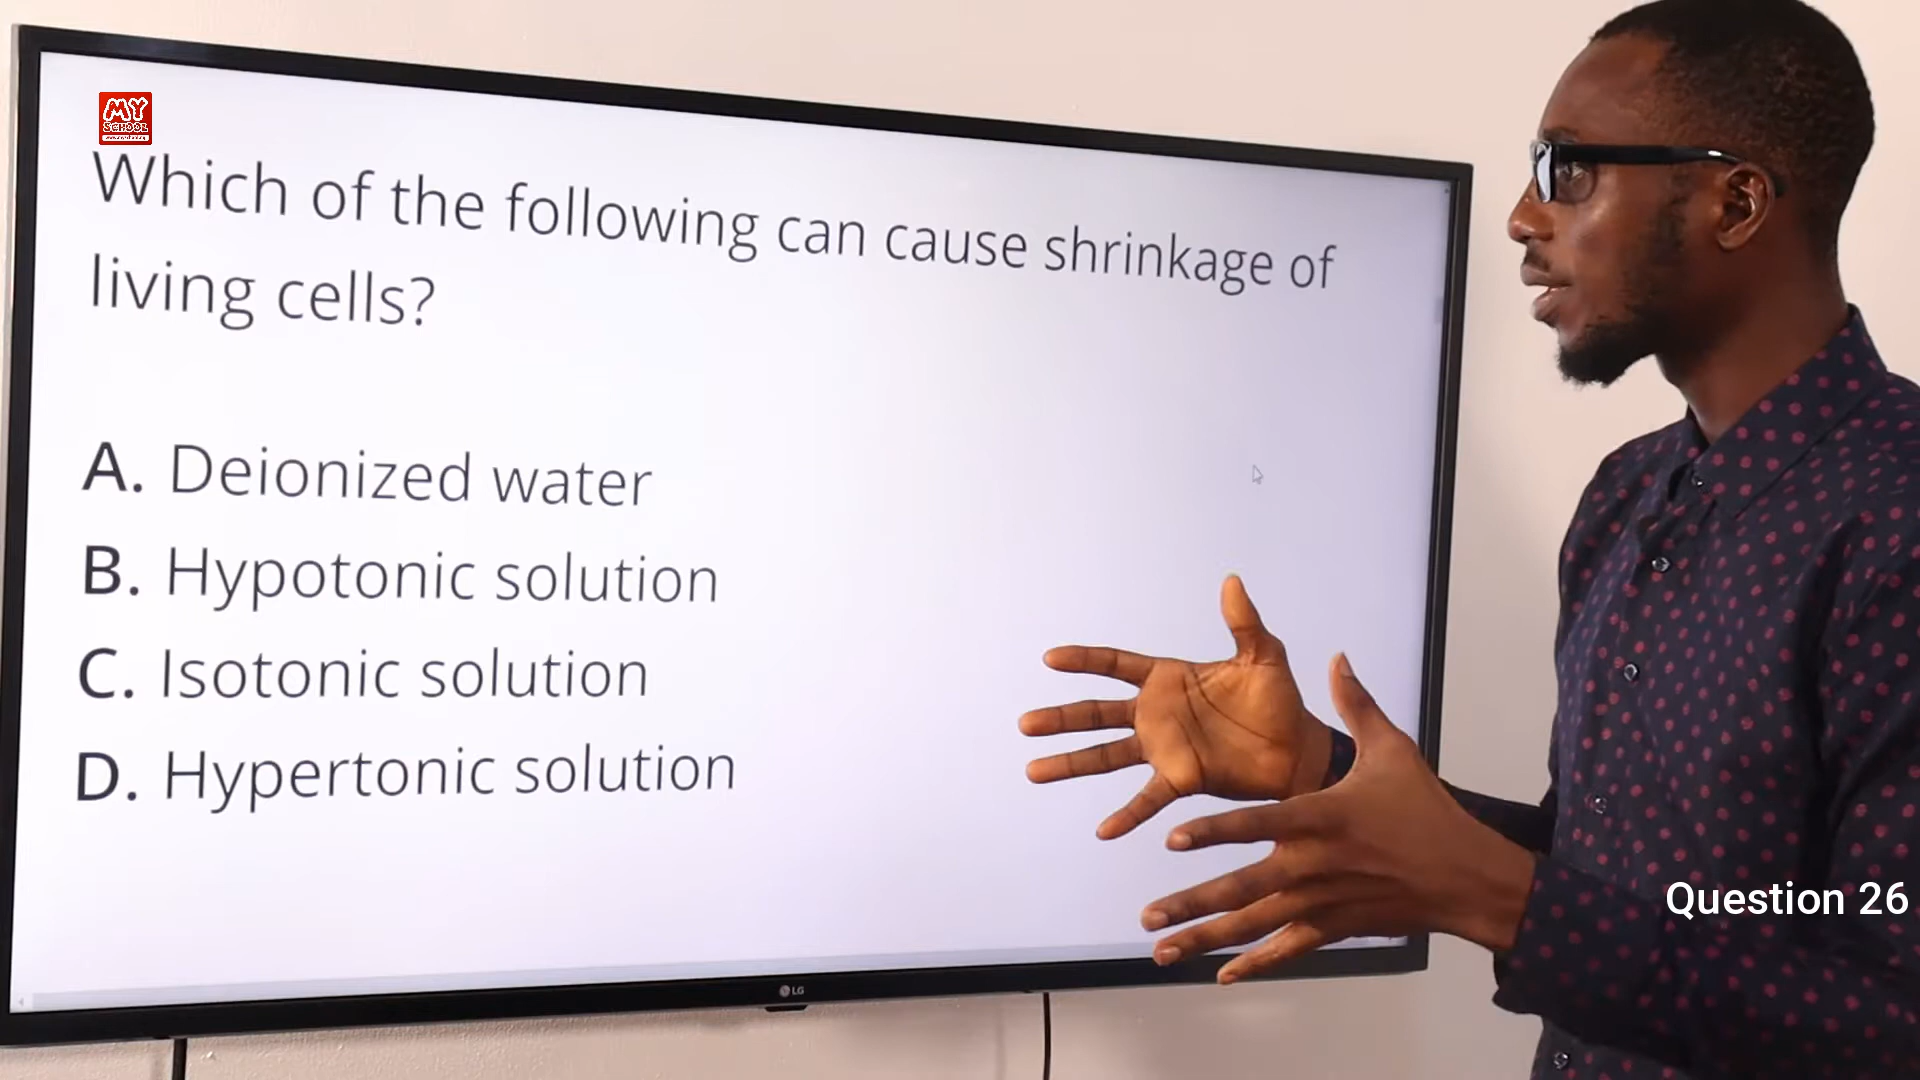 MY
SCHOOL
Which of the following can cause shrinkage of
living cells?
A. Deionized water
B. Hypotonic solution
C. Isotonic solution
D. Hypertonic solution
Question 26
LG